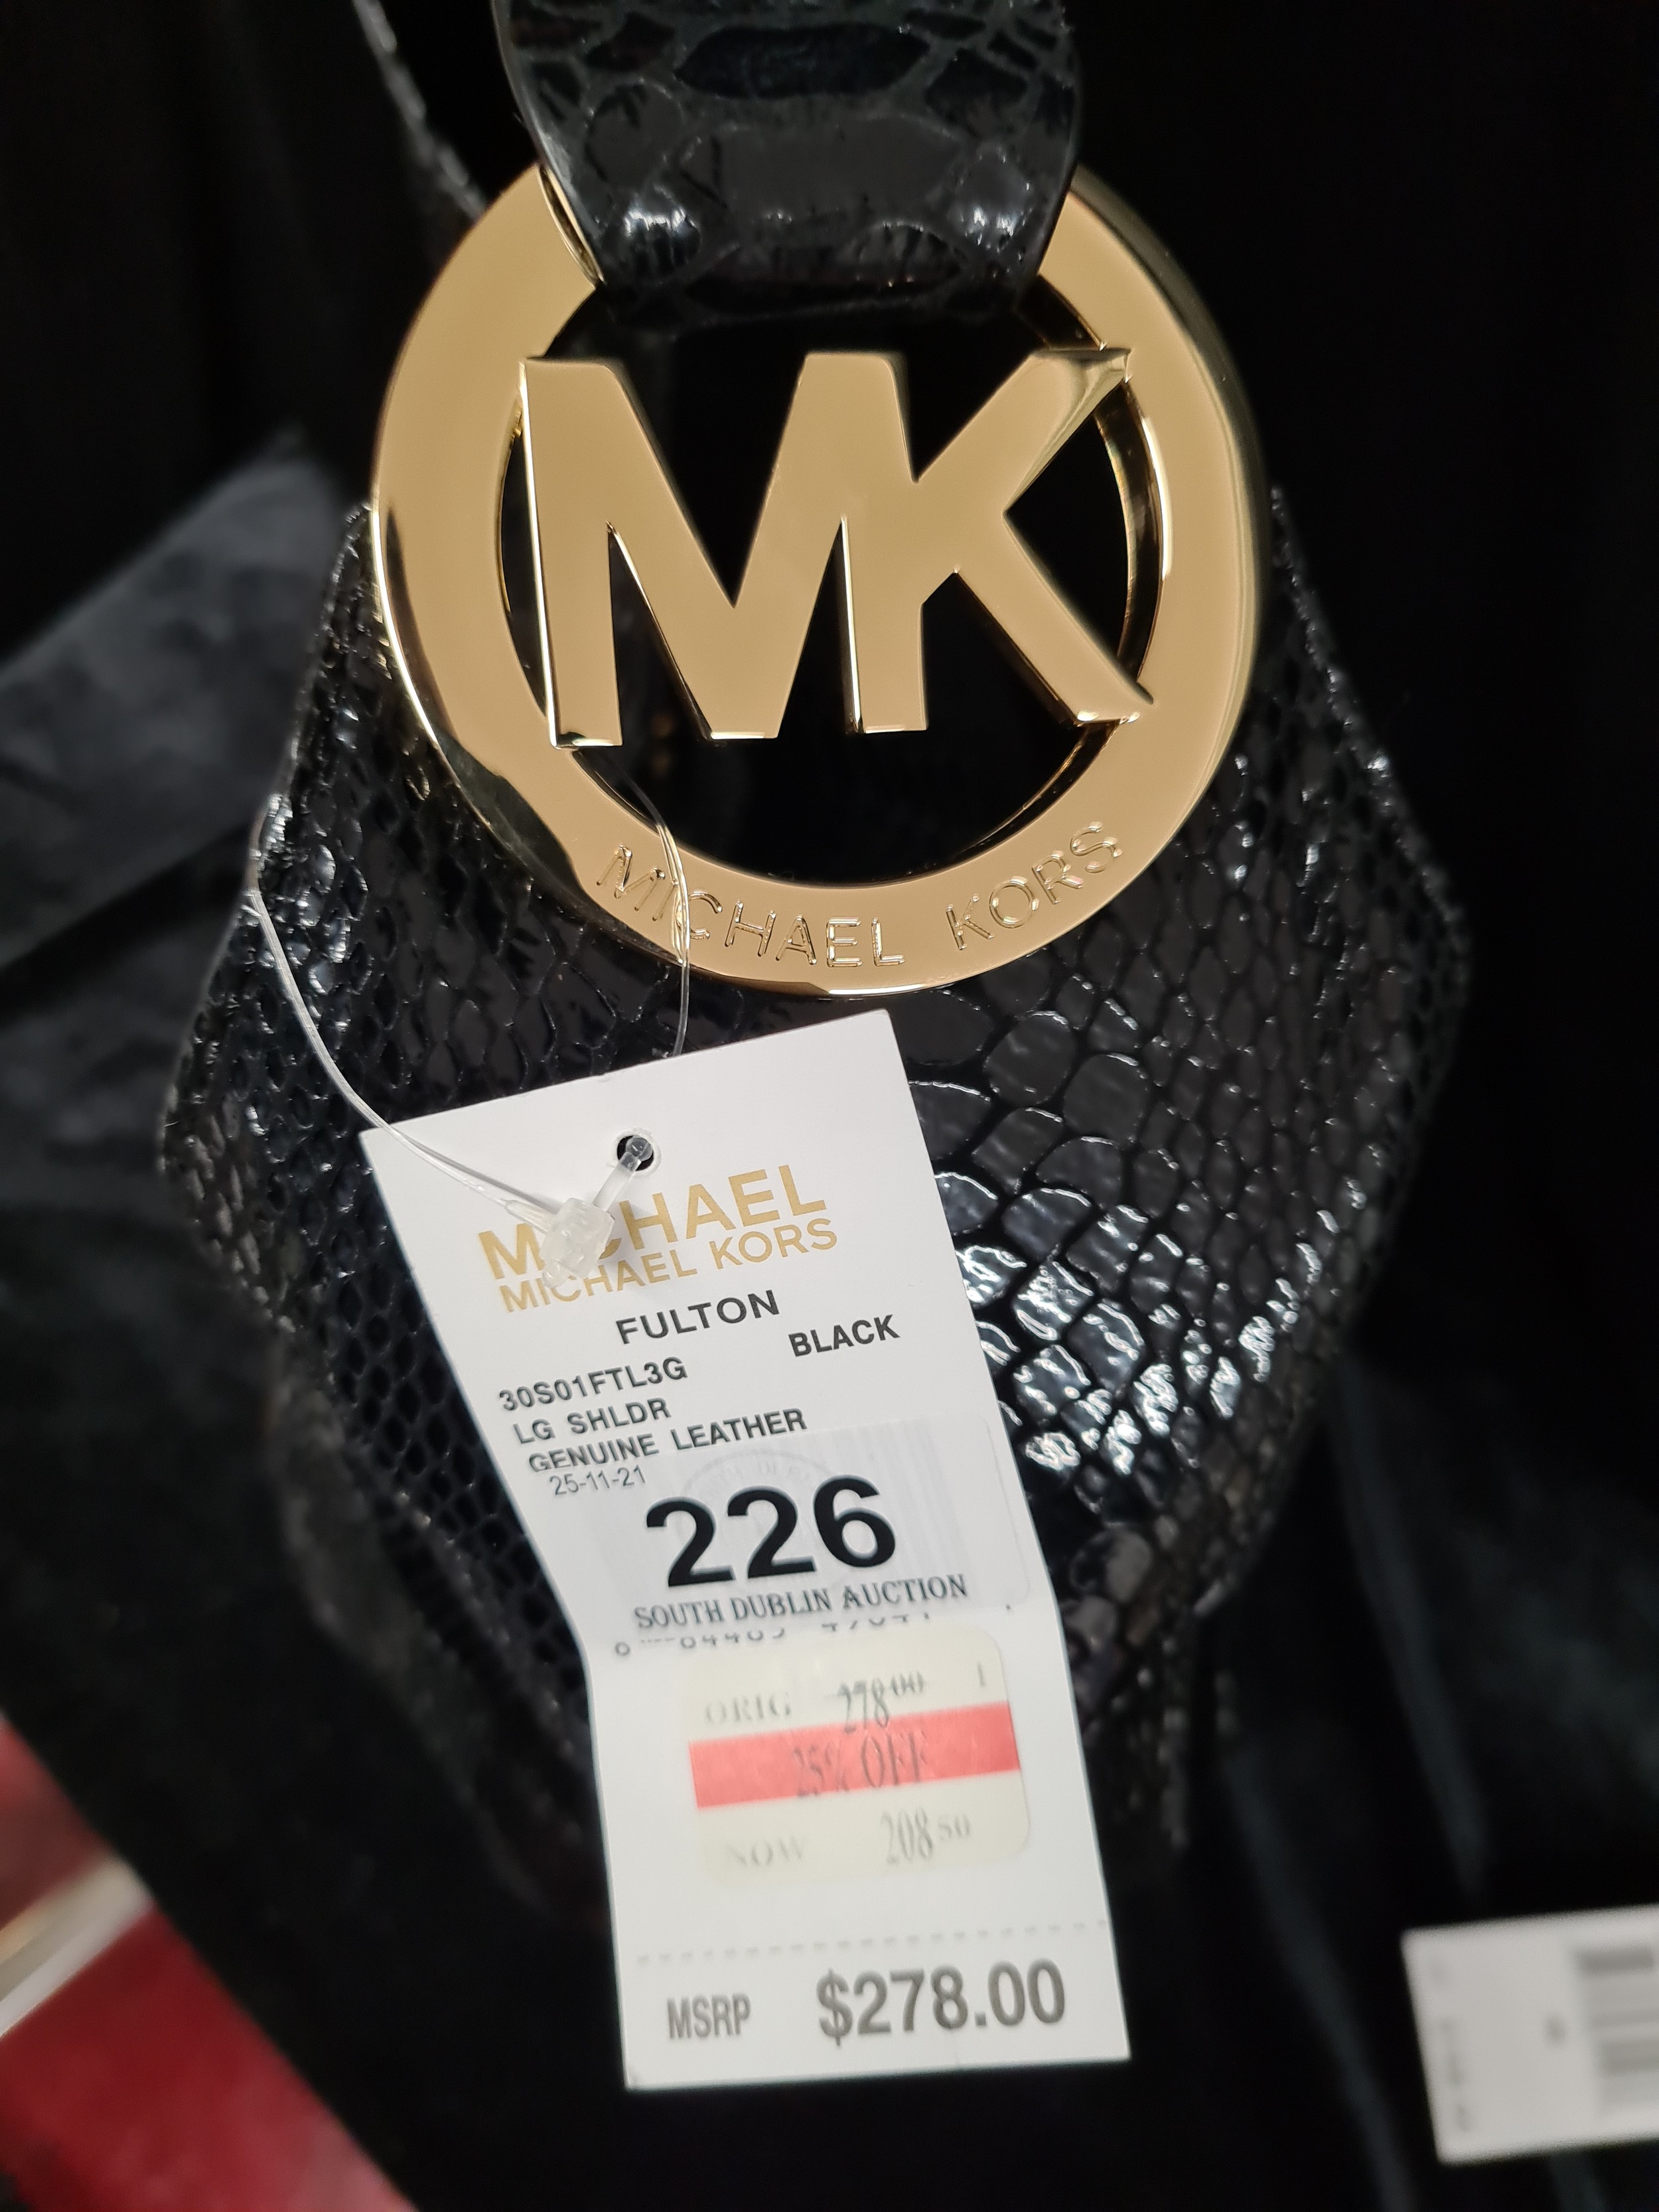 MK
MICHAEL KORS
MICHAEL
MICHAEL KORS
FULTON
BLACK
30S01FTL3G
LG SHLDR
GENUINE LEATHER
25-11-21
226
SOUTH DUBLIN AUCTION
ORIG 278.00 1
25% OFF
NOW 208.50
MSRP $278.00